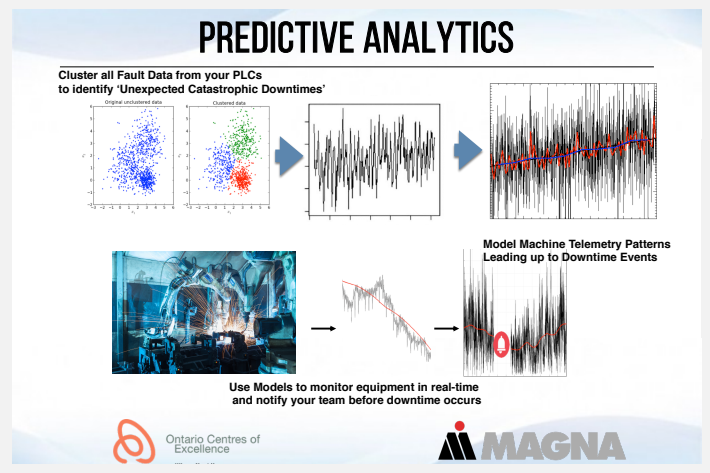 PREDICTIVE ANALYTICS
Cluster all Fault Data from your PLCs
to identify ‘Unexpected Catastrophic Downtimes’
Original unclustered data
Clustered data
Model Machine Telemetry Patterns
Leading up to Downtime Events
Use Models to monitor equipment in real-time
and notify your team before downtime occurs
Ontario Centres of
Excellence
MAGNA